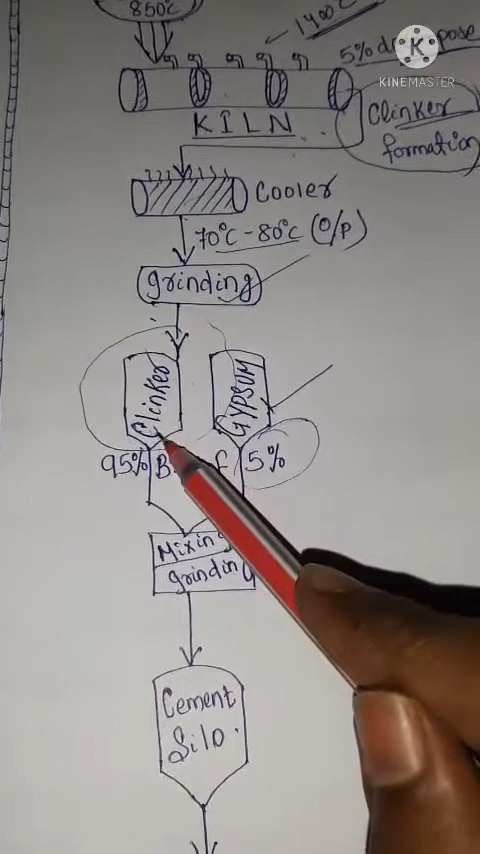 850°C
1400°C
5%
KINEMASTER
KILN
Clinker
formation
Cooler
70°C - 80°C (O/P)
grinding
Clinker
Gypsum
95%
5%
Mixing
grinding
Cement
Silo.